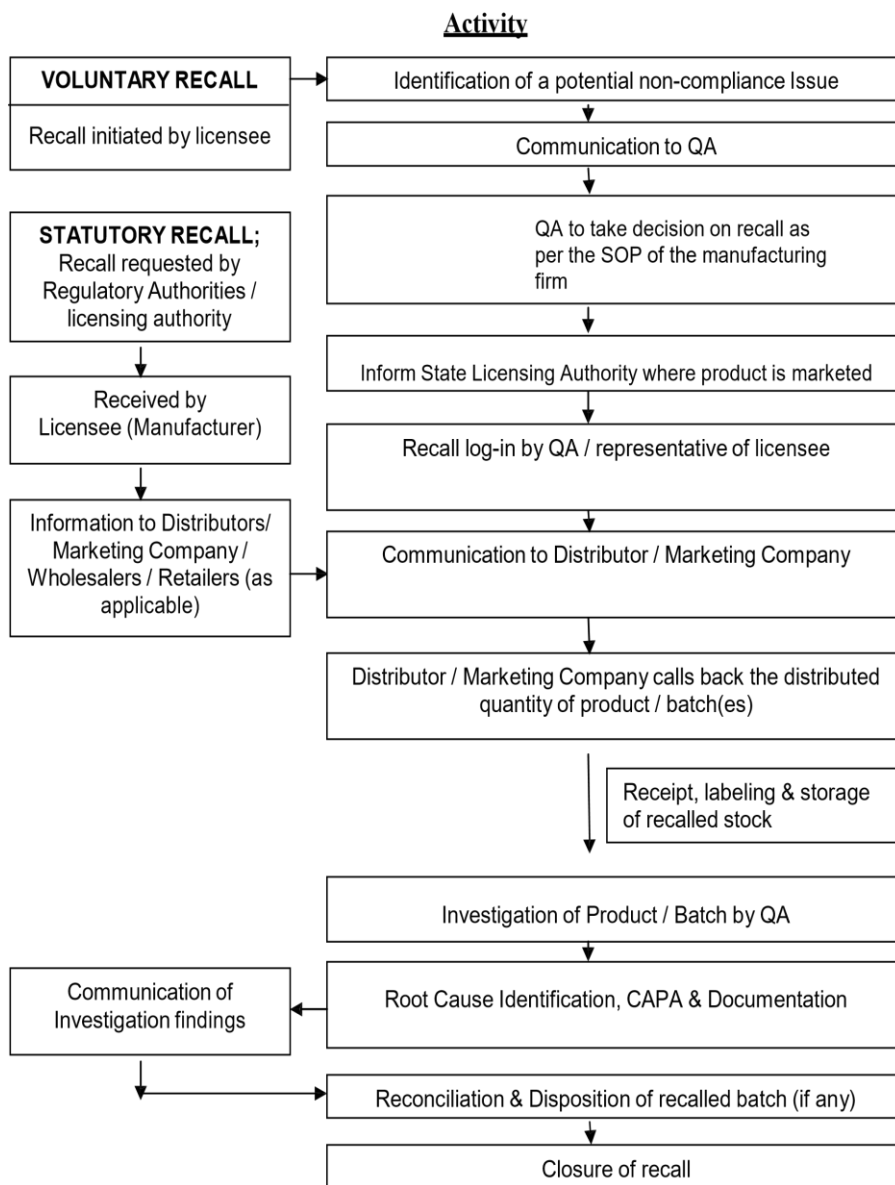 Activity
VOLUNTARY RECALL
Recall initiated by licensee
Identification of a potential non-compliance Issue
Communication to QA
QA to take decision on recall as
per the SOP of the manufacturing
firm
STATUTORY RECALL;
Recall requested by
Regulatory Authorities /
licensing authority
Inform State Licensing Authority where product is marketed
Received by
Licensee (Manufacturer)
Recall log-in by QA / representative of licensee
Information to Distributors/
Marketing Company /
Wholesalers / Retailers (as
applicable)
Communication to Distributor / Marketing Company
Distributor / Marketing Company calls back the distributed
quantity of product / batch(es)
Receipt, labeling & storage
of recalled stock
Investigation of Product / Batch by QA
Root Cause Identification, CAPA & Documentation
Communication of
Investigation findings
Reconciliation & Disposition of recalled batch (if any)
Closure of recall